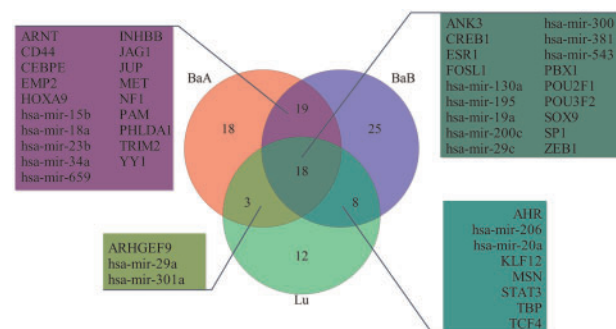 ARNT INHBB
CD44 JAG1
CEBPE JUP
EMP2 MET
HOXA9 NF1
hsa-mir-15b PAM
hsa-mir-18a PHLDA1
hsa-mir-23b TRIM2
hsa-mir-34a YY1
hsa-mir-659
ANK3 hsa-mir-300
CREB1 hsa-mir-381
ESR1 hsa-mir-543
FOSL1 PBX1
hsa-mir-130a POU2F1
hsa-mir-195 POU3F2
hsa-mir-19a SOX9
hsa-mir-200c SP1
hsa-mir-29c ZEB1
BaA BaB
19
18 25
18
3 8
12
Lu
ARHGEF9
hsa-mir-29a
hsa-mir-301a
AHR
hsa-mir-206
hsa-mir-20a
KLF12
MSN
STAT3
TBP
TCF4